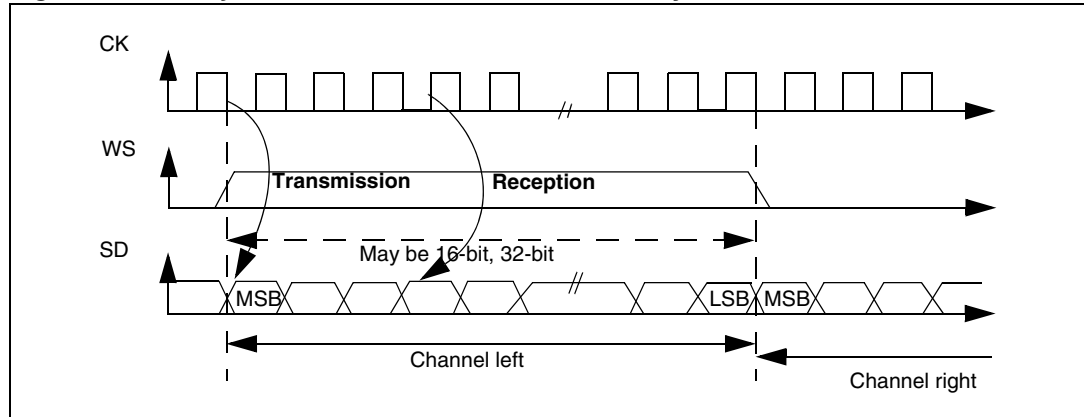 CK
WS
Transmission Reception
May be 16-bit, 32-bit
SD
MSB LSB MSB
Channel left
Channel right